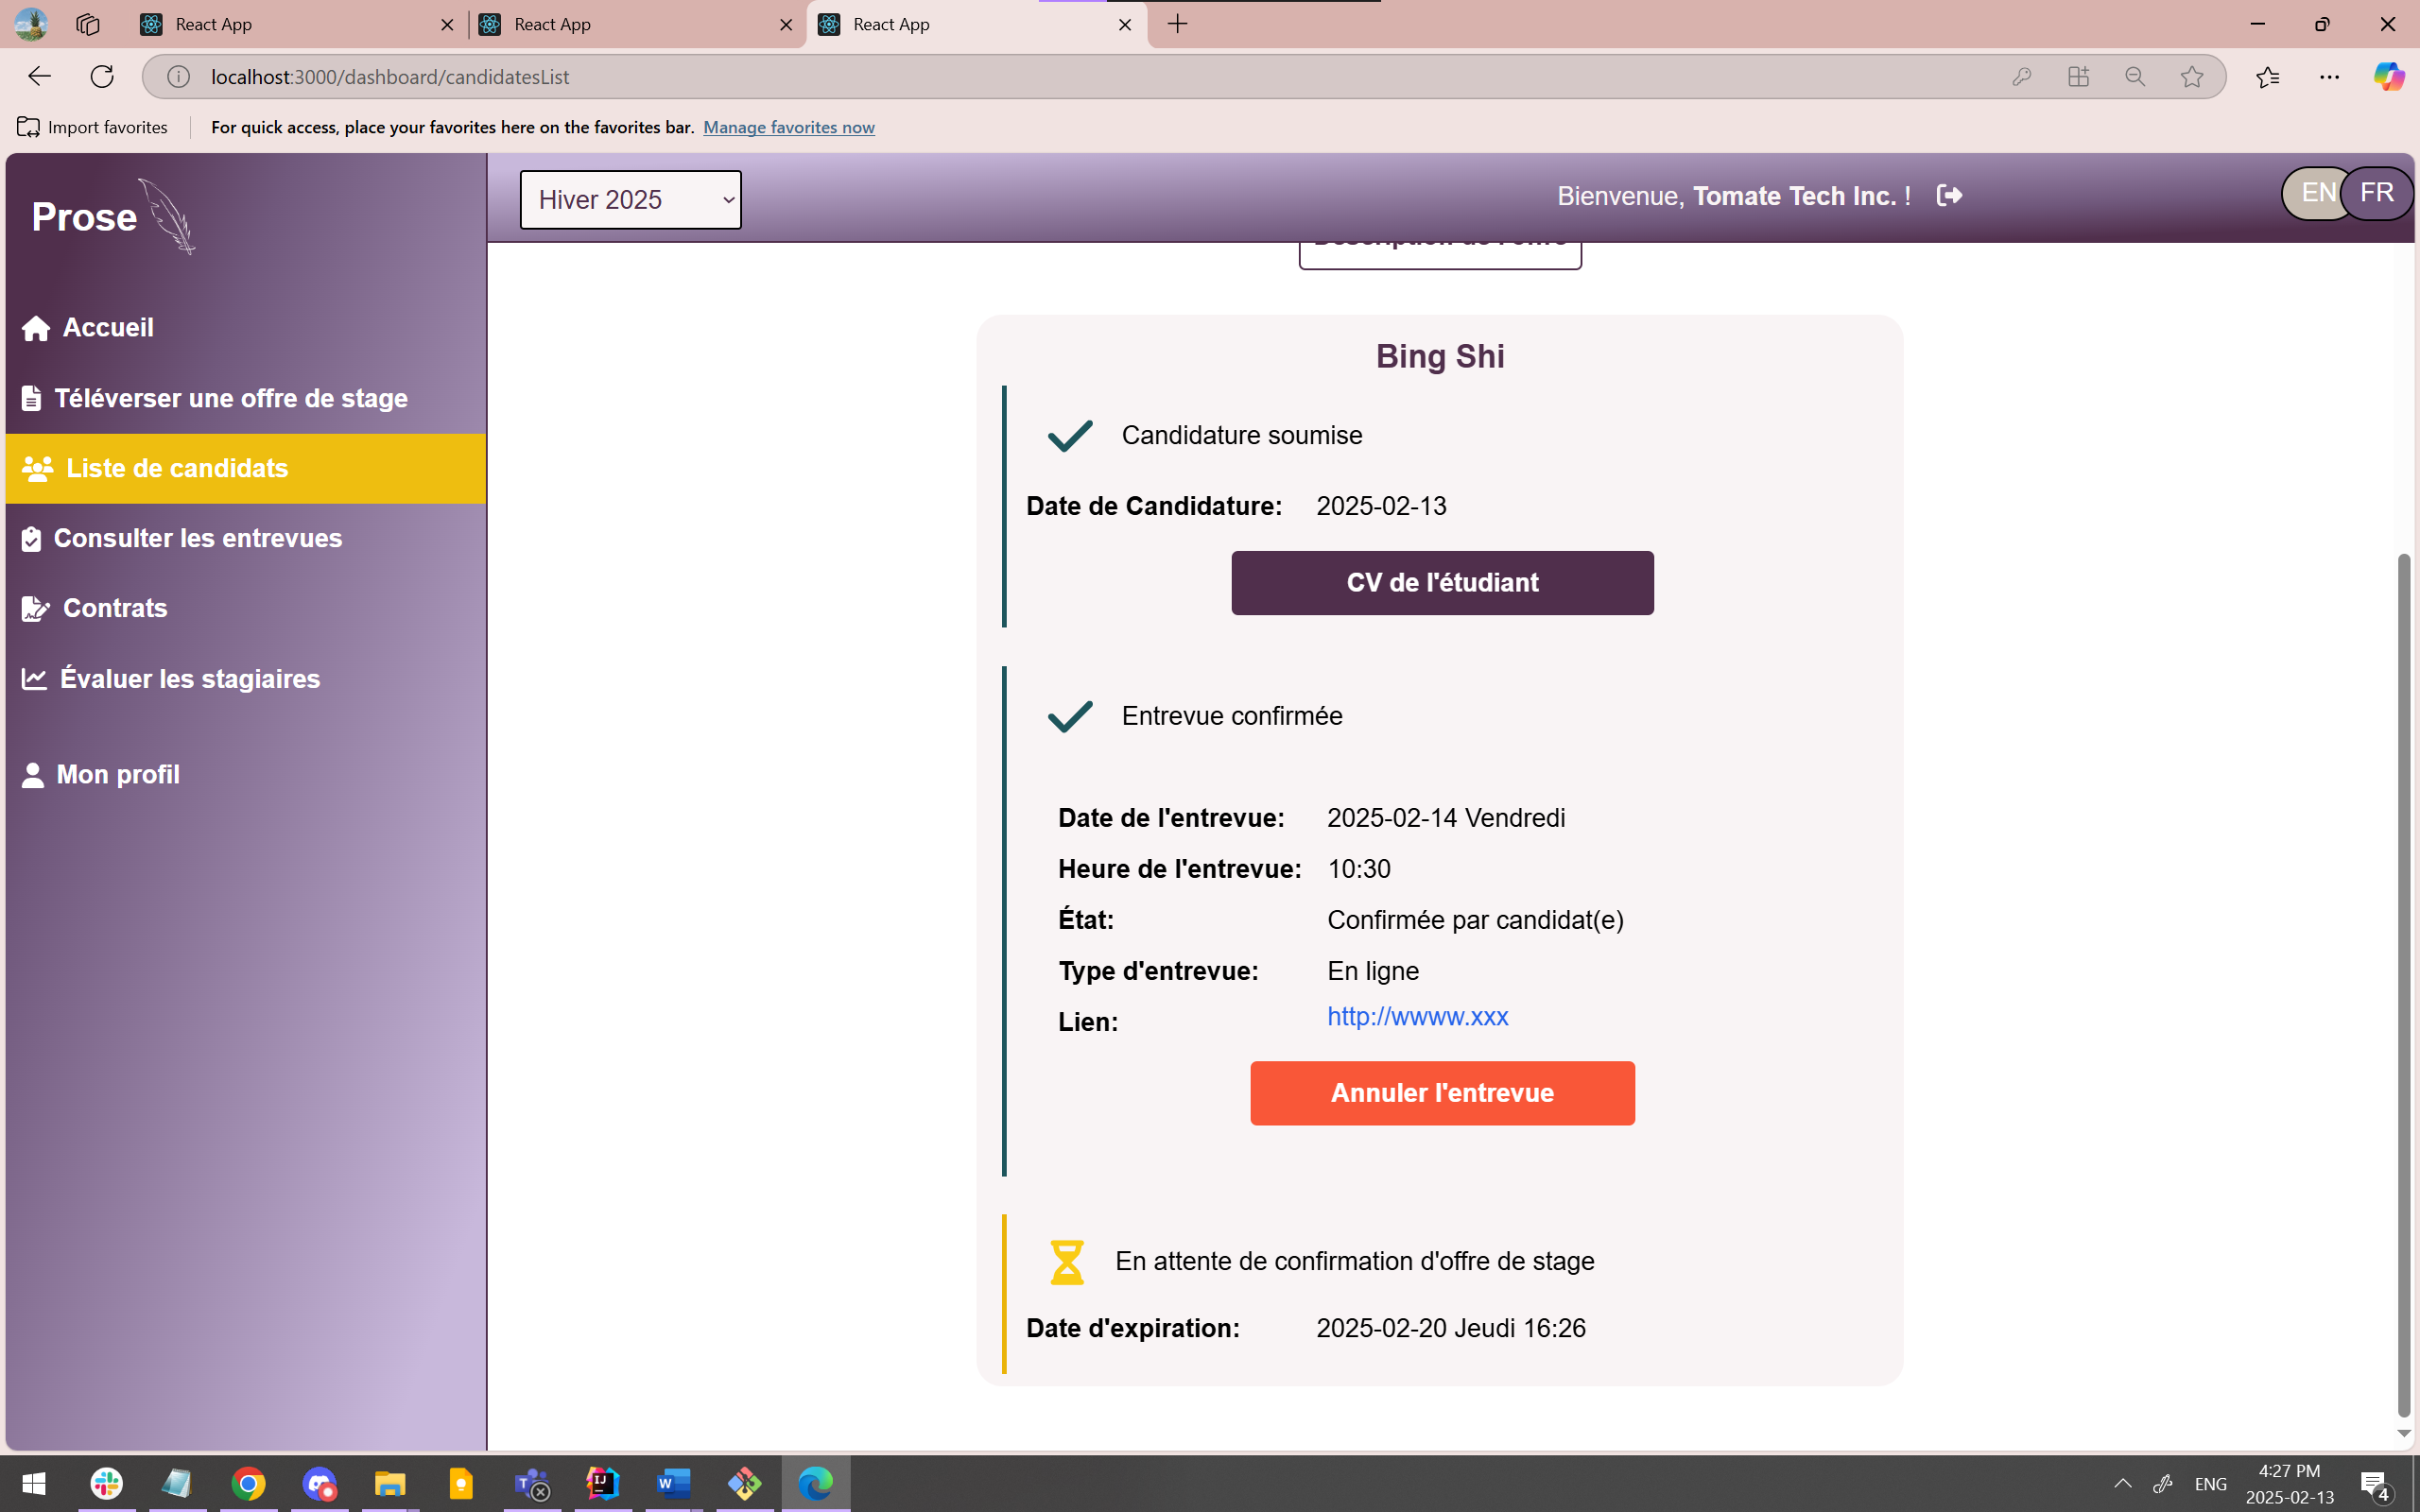 React App
React App
React App
localhost:3000/dashboard/candidatesList
Import favorites
For quick access, place your favorites here on the favorites bar. Manage favorites now
Prose
Hiver 2025
Bienvenue, Tomate Tech Inc. !
EN
FR
Accueil
Téléverser une offre de stage
Liste de candidats
Consulter les entrevues
Contrats
Évaluer les stagiaires
Mon profil
Description de l'offre
Bing Shi
Candidature soumise
Date de Candidature: 2025-02-13
CV de l'étudiant
Entrevue confirmée
Date de l'entrevue: 2025-02-14 Vendredi
Heure de l'entrevue: 10:30
État: Confirmée par candidat(e)
Type d'entrevue: En ligne
Lien: http://wwww.xxx
Annuler l'entrevue
En attente de confirmation d'offre de stage
Date d'expiration: 2025-02-20 Jeudi 16:26
ENG
4:27 PM
2025-02-13
4